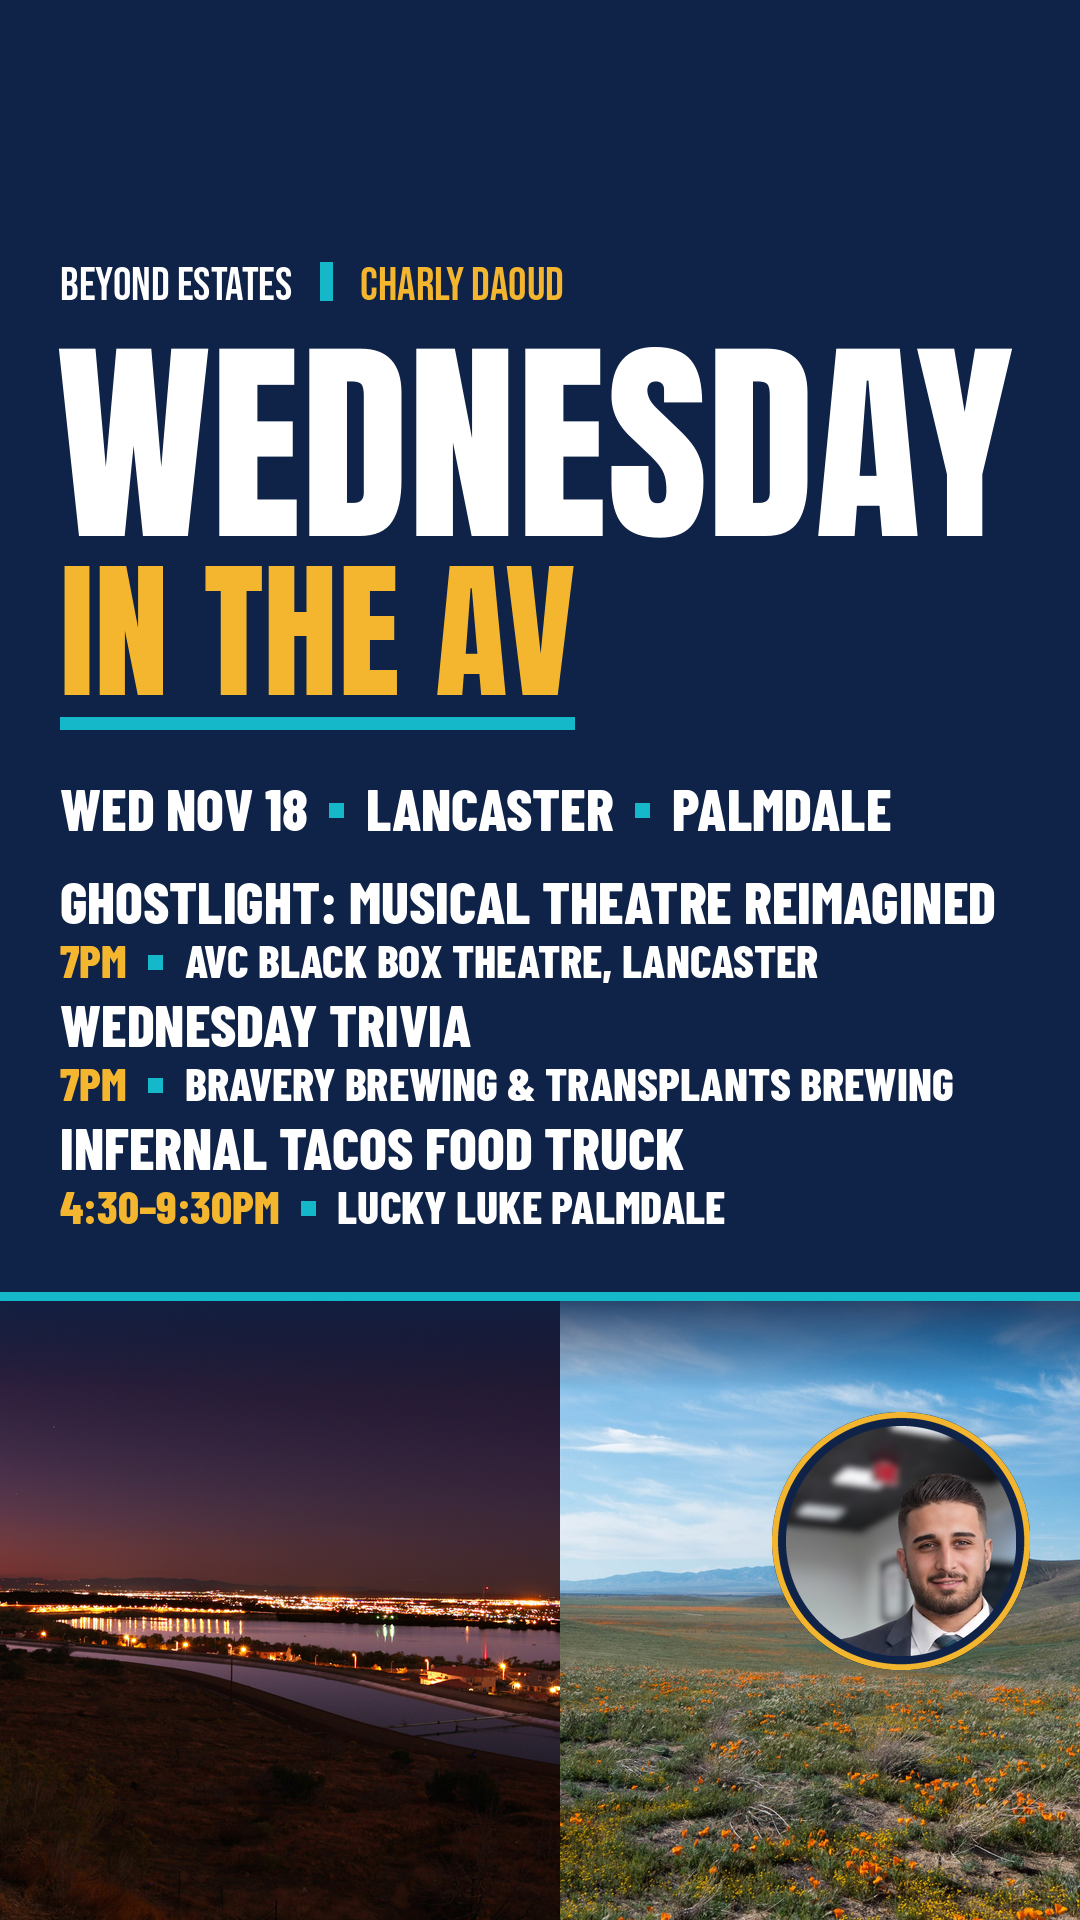 BEYOND ESTATES CHARLY DAOUD
WEDNESDAY
IN THE AV
WED NOV 18 ▪ LANCASTER ▪ PALMDALE
GHOSTLIGHT: MUSICAL THEATRE REIMAGINED
7PM ▪ AVC BLACK BOX THEATRE, LANCASTER
WEDNESDAY TRIVIA
7PM ▪ BRAVERY BREWING & TRANSPLANTS BREWING
INFERNAL TACOS FOOD TRUCK
4:30–9:30PM ▪ LUCKY LUKE PALMDALE